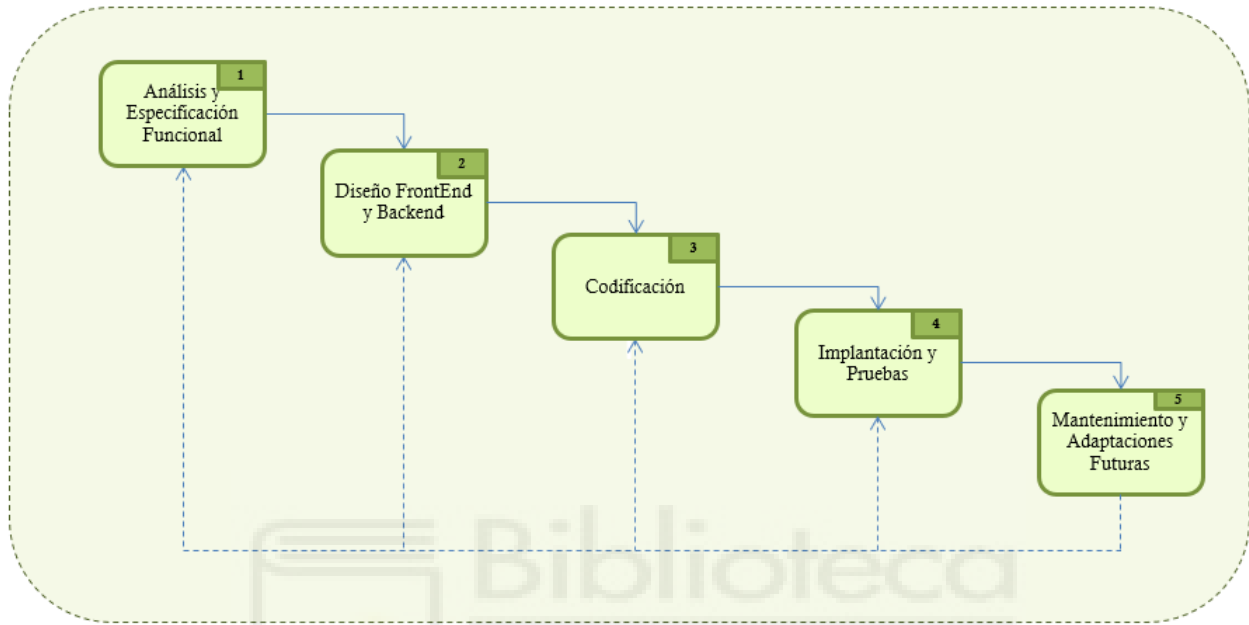 1
Análisis y
Especificación
Funcional
2
Diseño FrontEnd
y Backend
3
Codificación
4
Implantación y
Pruebas
5
Mantenimiento y
Adaptaciones
Futuras
Biblioteca